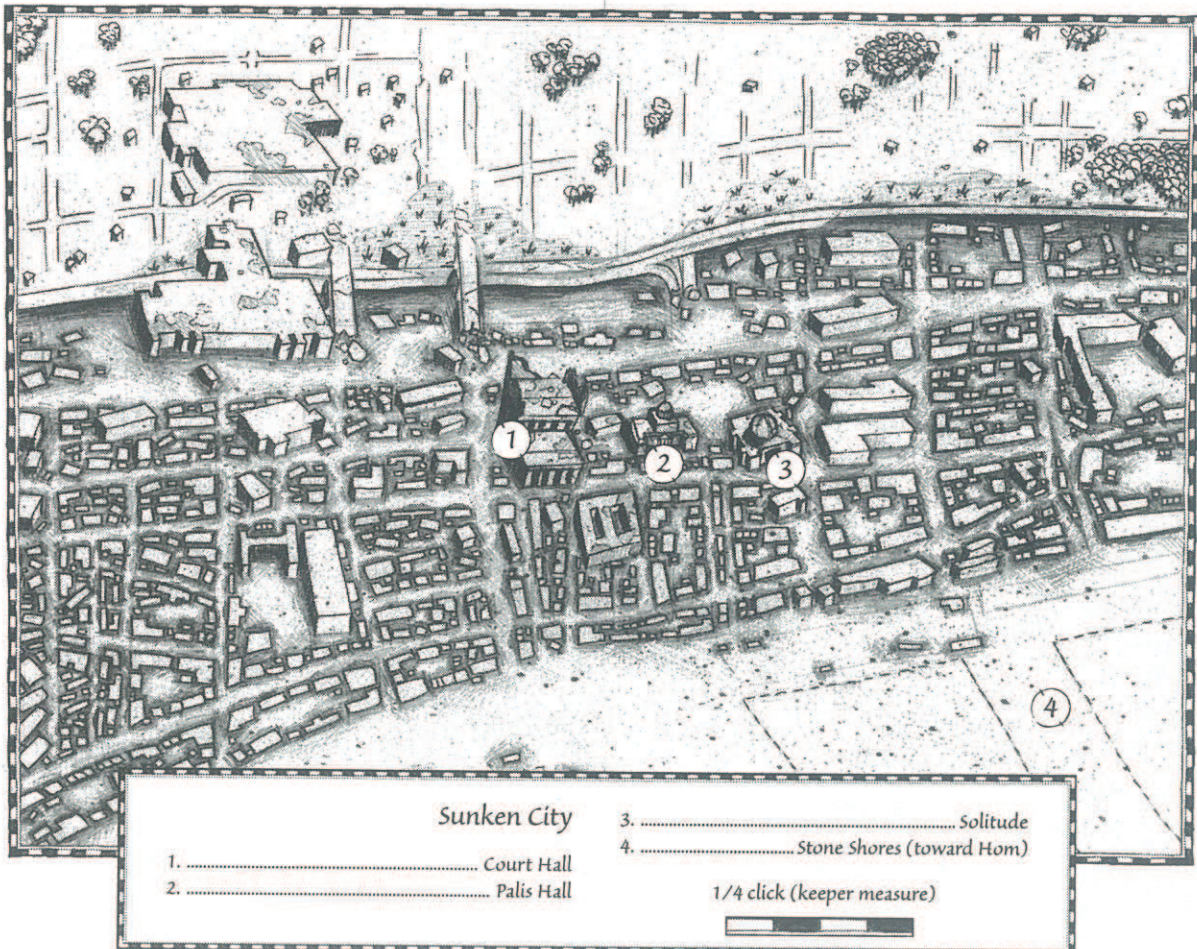 1
2
3
4
Sunken City
1. .......... Court Hall
2. .......... Palis Hall
3. .......... Solitude
4. .......... Stone Shores (toward Hom)
1/4 click (keeper measure)